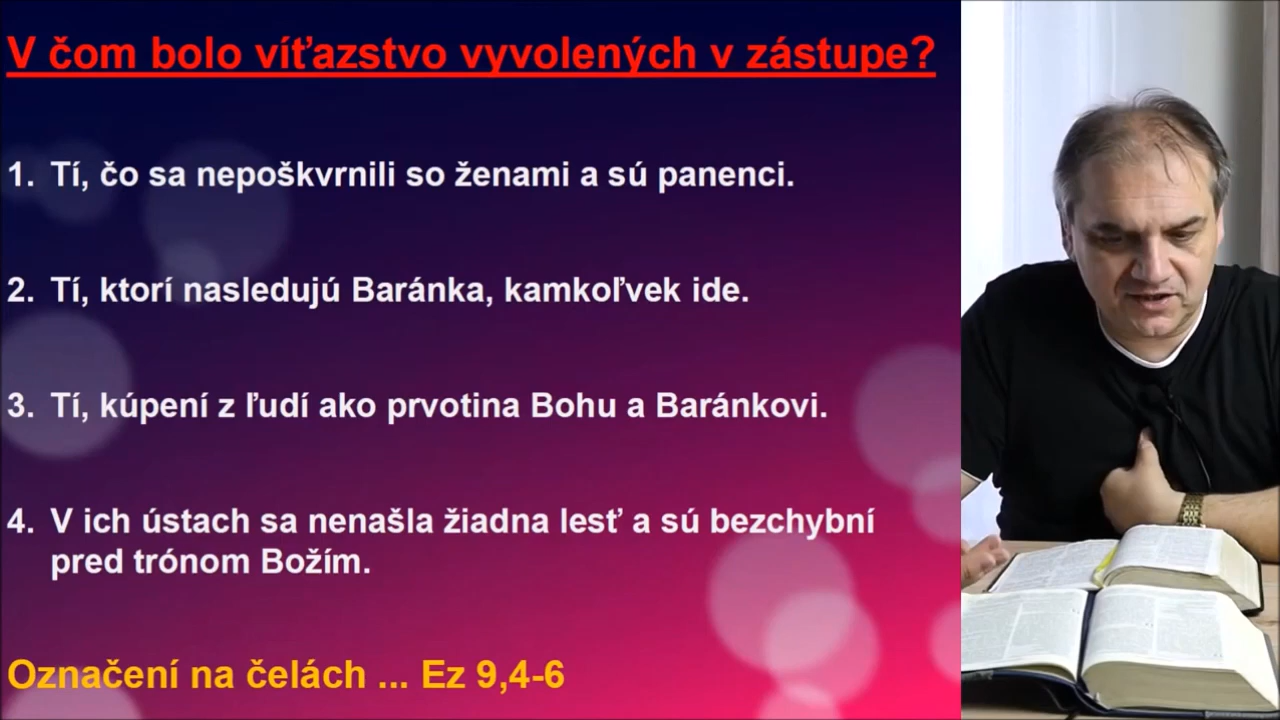 V čom bolo víťazstvo vyvolených v zástupe?
1. Tí, čo sa nepoškvrnili so ženami a sú panenci.
2. Tí, ktorí nasledujú Baránka, kamkoľvek ide.
3. Tí, kúpení z ľudí ako prvotina Bohu a Baránkovi.
4. V ich ústach sa nenašla žiadna lesť a sú bezchybní
pred trónom Božím.
Označení na čelách ... Ez 9,4-6